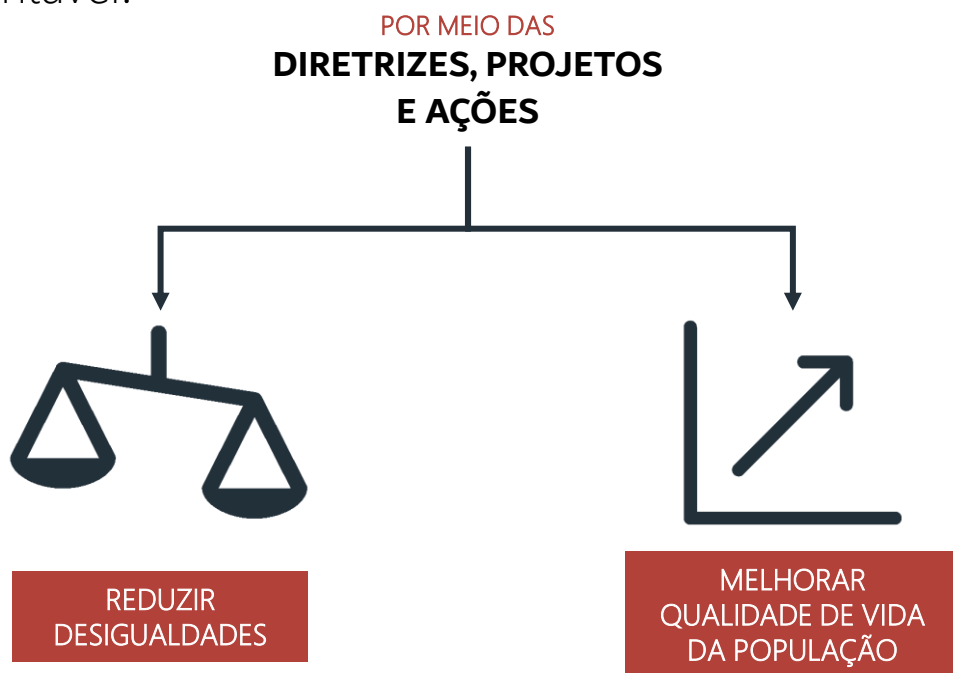 POR MEIO DAS
DIRETRIZES, PROJETOS
E AÇÕES
REDUZIR
DESIGUALDADES
MELHORAR
QUALIDADE DE VIDA
DA POPULAÇÃO